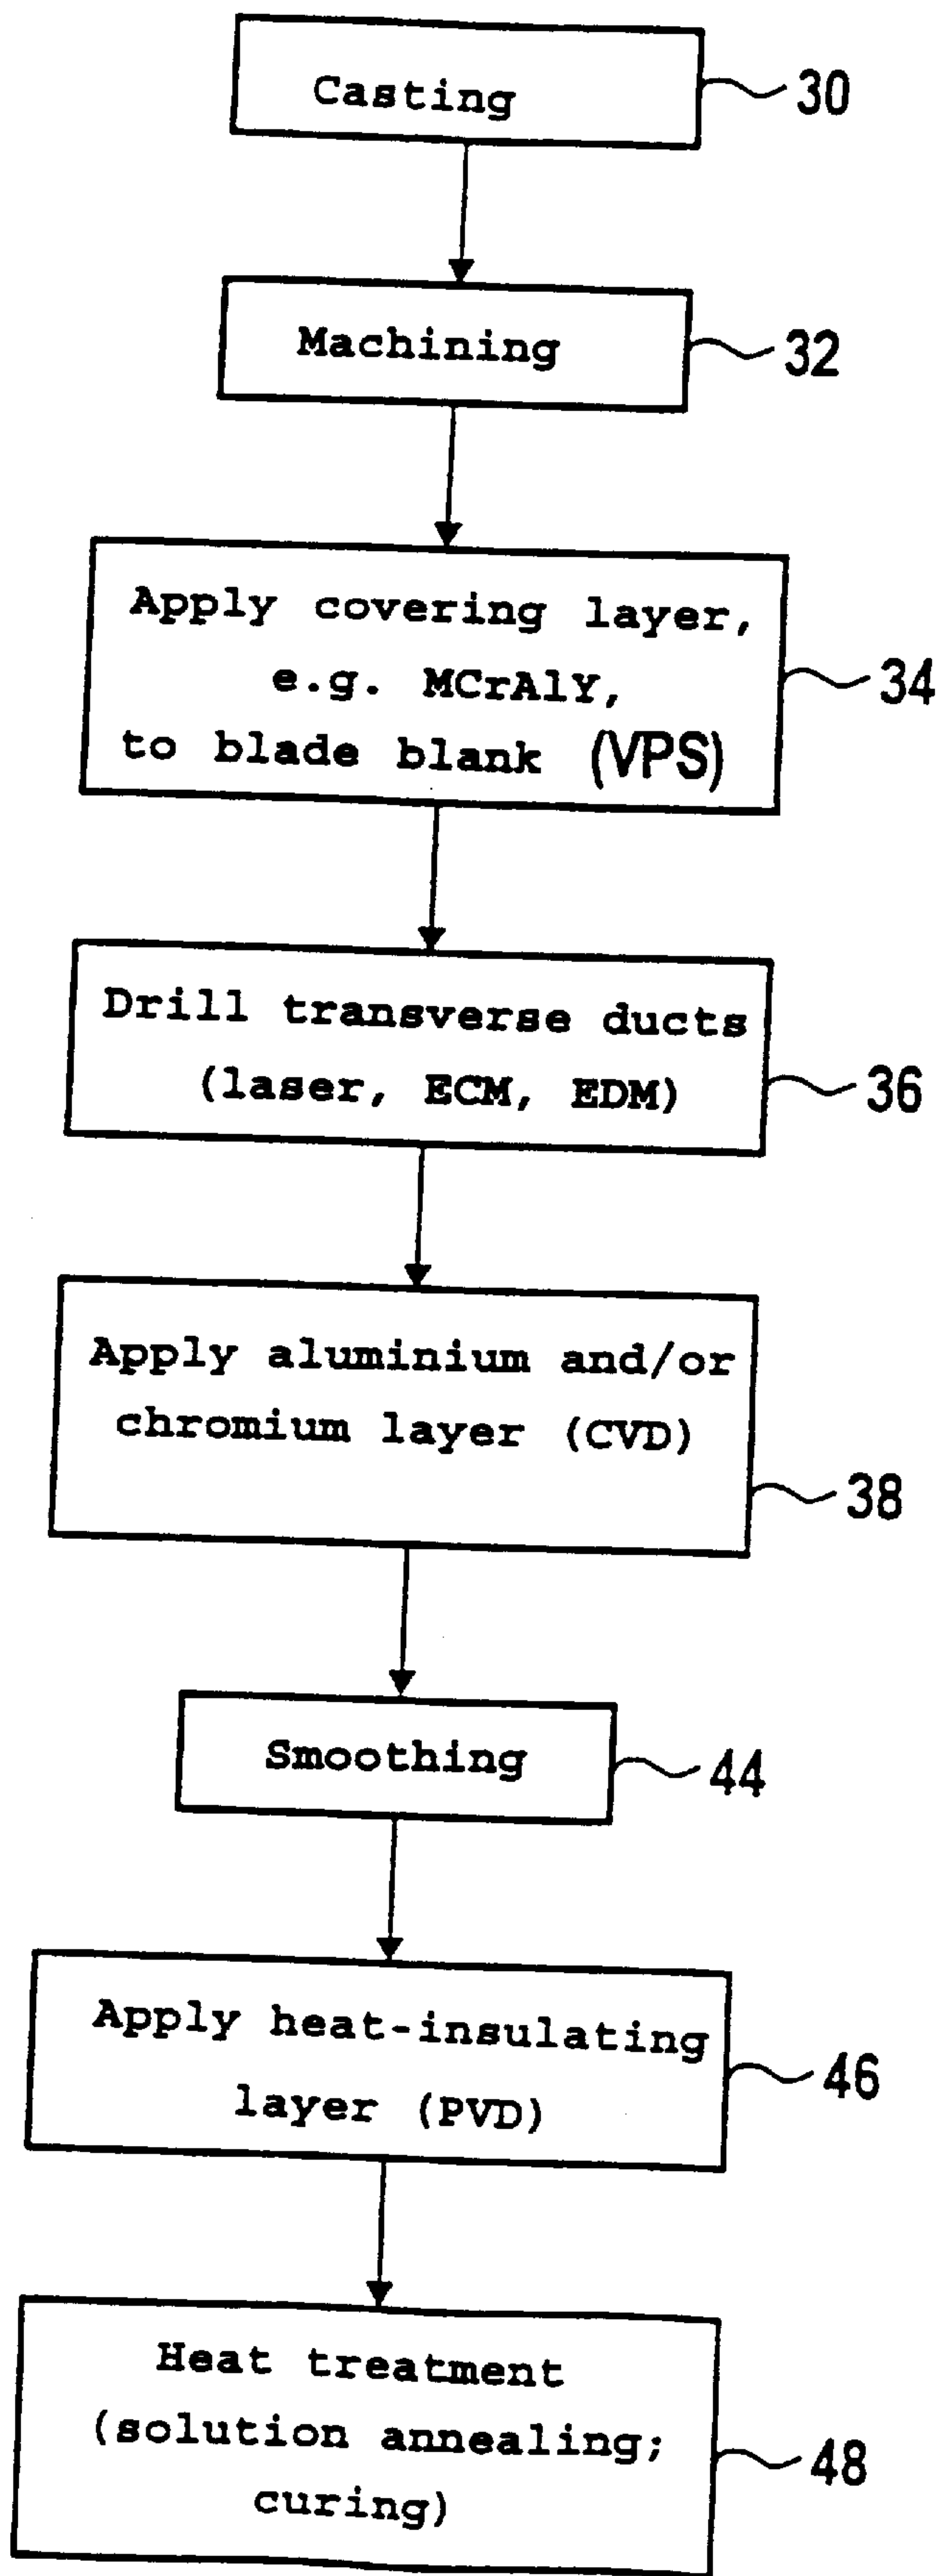 Casting
30
Machining
32
Apply covering layer,
e.g. MCrAlY,
to blade blank (VPS)
34
Drill transverse ducts
(laser, ECM, EDM)
36
Apply aluminium and/or
chromium layer (CVD)
38
Smoothing
44
Apply heat-insulating
layer (PVD)
46
Heat treatment
(solution annealing;
curing)
48